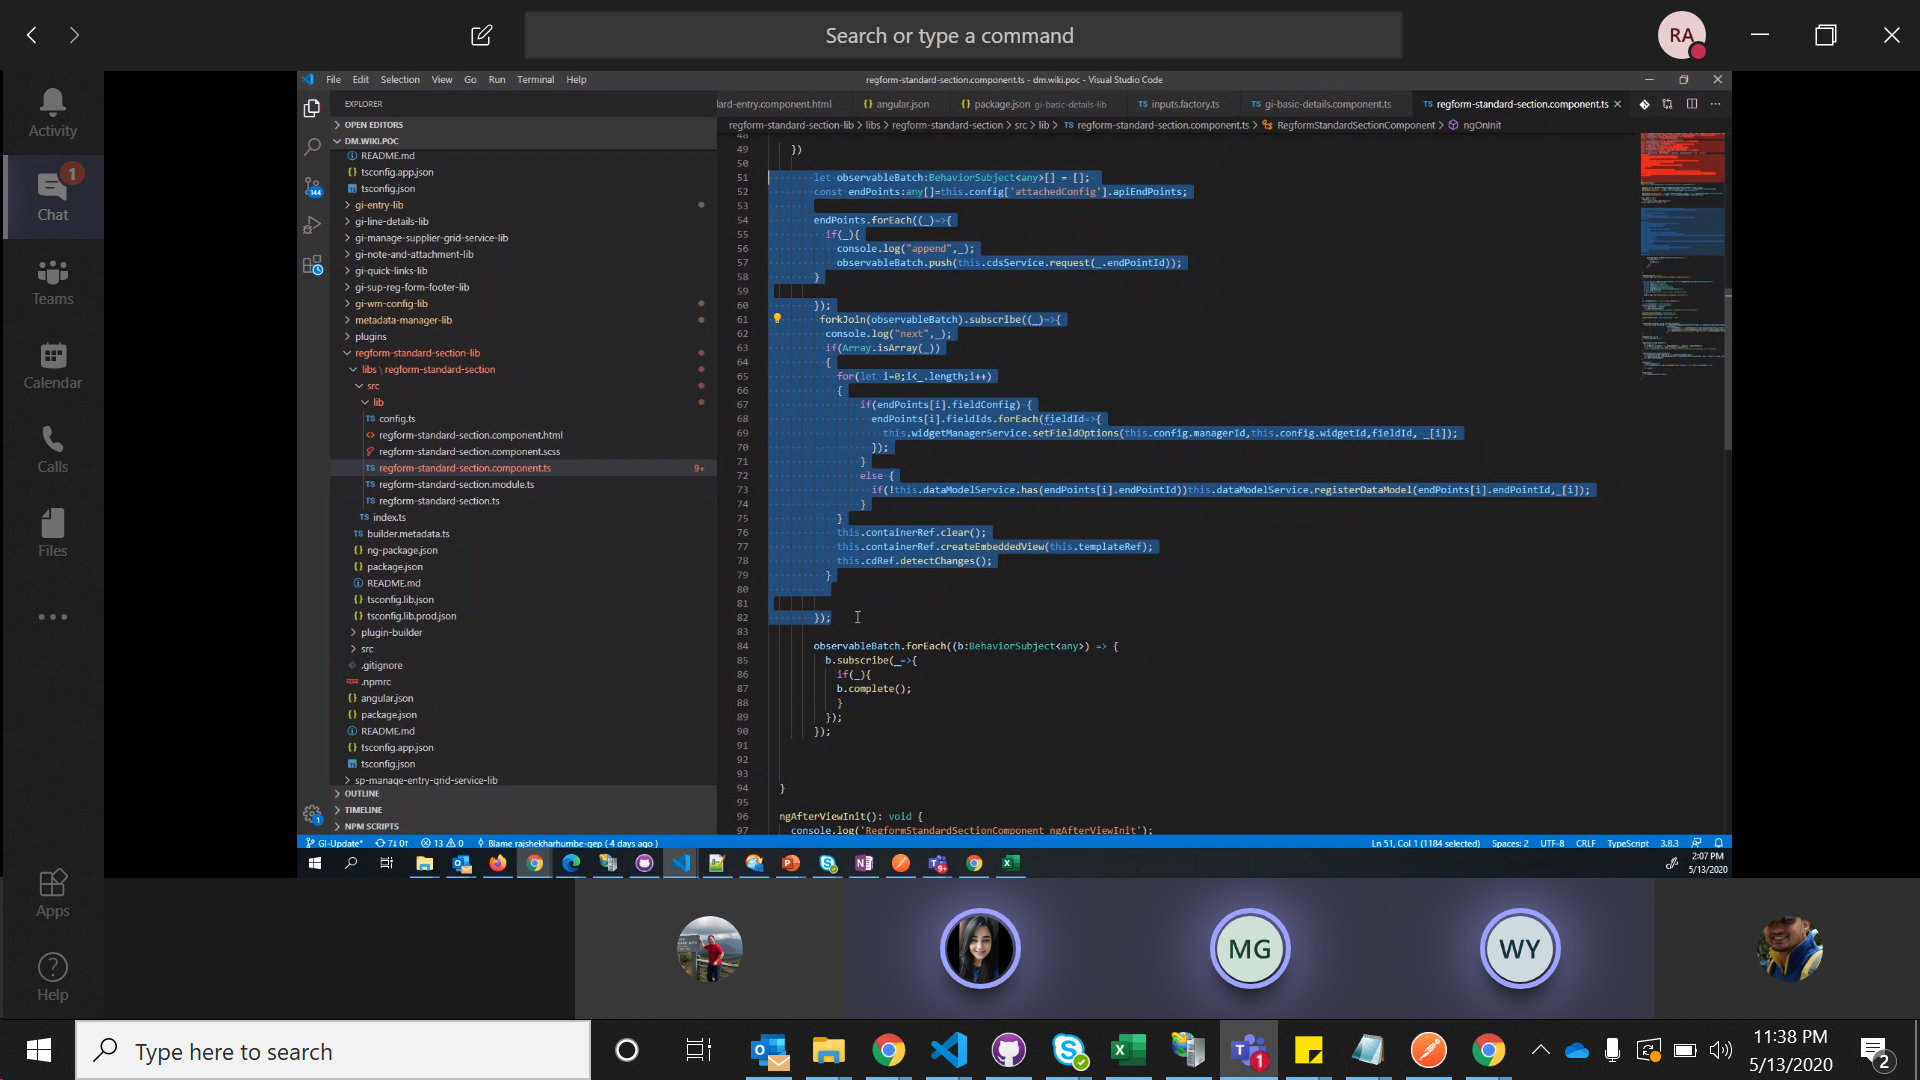 Search or type a command
RA
Activity
1
Chat
Teams
Calendar
Calls
Files
Apps
Help
File Edit Selection View Go Run Terminal Help
regform-standard-section.component.ts - dm.wiki.poc - Visual Studio Code
EXPLORER
OPEN EDITORS
DM.WIKI.POC
README.md
tsconfig.app.json
tsconfig.json
gi-entry-lib
gi-line-details-lib
gi-manage-supplier-grid-service-lib
gi-note-and-attachment-lib
gi-quick-links-lib
gi-sup-reg-form-footer-lib
gi-wm-config-lib
metadata-manager-lib
plugins
regform-standard-section-lib
libs \ regform-standard-section
src
lib
TS config.ts
<> regform-standard-section.component.html
regform-standard-section.component.scss
TS regform-standard-section.component.ts 9+
TS regform-standard-section.module.ts
TS regform-standard-section.ts
TS index.ts
TS builder.metadata.ts
{} ng-package.json
{} package.json
README.md
tsconfig.lib.json
tsconfig.lib.prod.json
plugin-builder
src
.gitignore
.npmrc
{} angular.json
{} package.json
README.md
tsconfig.app.json
tsconfig.json
sp-manage-entry-grid-service-lib
OUTLINE
TIMELINE
NPM SCRIPTS
144
1
lard-entry.component.html {} angular.json {} package.json gi-basic-details-lib TS inputs.factory.ts TS gi-basic-details.component.ts TS regform-standard-section.component.ts
regform-standard-section-lib > libs > regform-standard-section > src > lib > TS regform-standard-section.component.ts > RegformStandardSectionComponent > ngOnInit
48
49 })
50
51 let observableBatch:BehaviorSubject<any>[] = [];
52 const endPoints:any[]=this.config['attachedConfig'].apiEndPoints;
53
54 endPoints.forEach((_)=>{
55 if(_){
56 console.log("append",_);
57 observableBatch.push(this.cdsService.request(_.endPointId));
58 }
59
60 });
61 forkJoin(observableBatch).subscribe((_)=>{
62 console.log("next",_);
63 if(Array.isArray(_))
64 {
65 for(let i=0;i<_.length;i++)
66 {
67 if(endPoints[i].fieldConfig) {
68 endPoints[i].fieldIds.forEach(fieldId=>{
69 this.widgetManagerService.setFieldOptions(this.config.managerId,this.config.widgetId,fieldId, _[i]);
70 });
71 }
72 else {
73 if(!this.dataModelService.has(endPoints[i].endPointId))this.dataModelService.registerDataModel(endPoints[i].endPointId,_[i]);
74 }
75 }
76 this.containerRef.clear();
77 this.containerRef.createEmbeddedView(this.templateRef);
78 this.cdRef.detectChanges();
79 }
80
81
82 });
83
84 observableBatch.forEach((b:BehaviorSubject<any>) => {
85 b.subscribe(_=>{
86 if(_){
87 b.complete();
88 }
89 });
90 });
91
92
93
94 }
95
96 ngAfterViewInit(): void {
97 console.log('RegformStandardSectionComponent ngAfterViewInit');
GI-Update* 7↓ 0↑ 13 0 Blame rajshekharhumbe-gep ( 4 days ago )
Ln 51, Col 1 (1184 selected) Spaces: 2 UTF-8 CRLF TypeScript 3.8.3
2:07 PM
5/13/2020
MG
WY
Type here to search
1
11:38 PM
5/13/2020
2